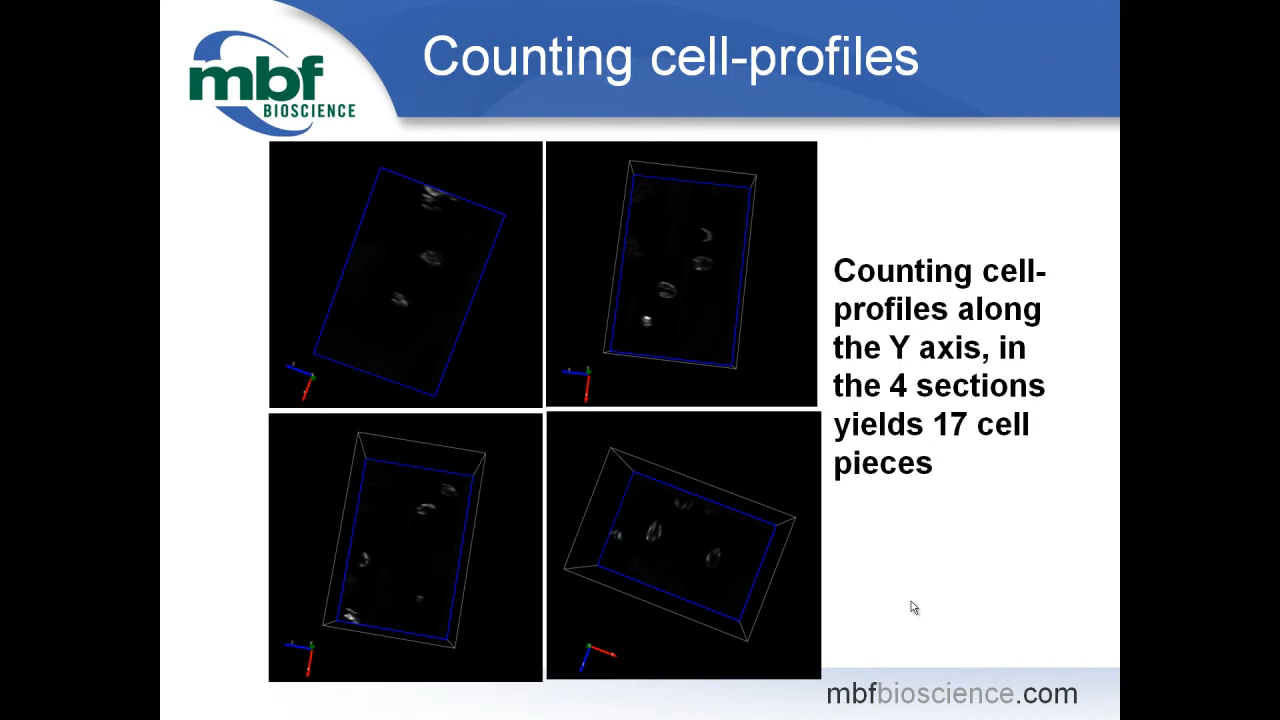 Counting cell-profiles
mbf
BIOSCIENCE
Counting cell-
profiles along
the Y axis, in
the 4 sections
yields 17 cell
pieces
mbfbioscience.com